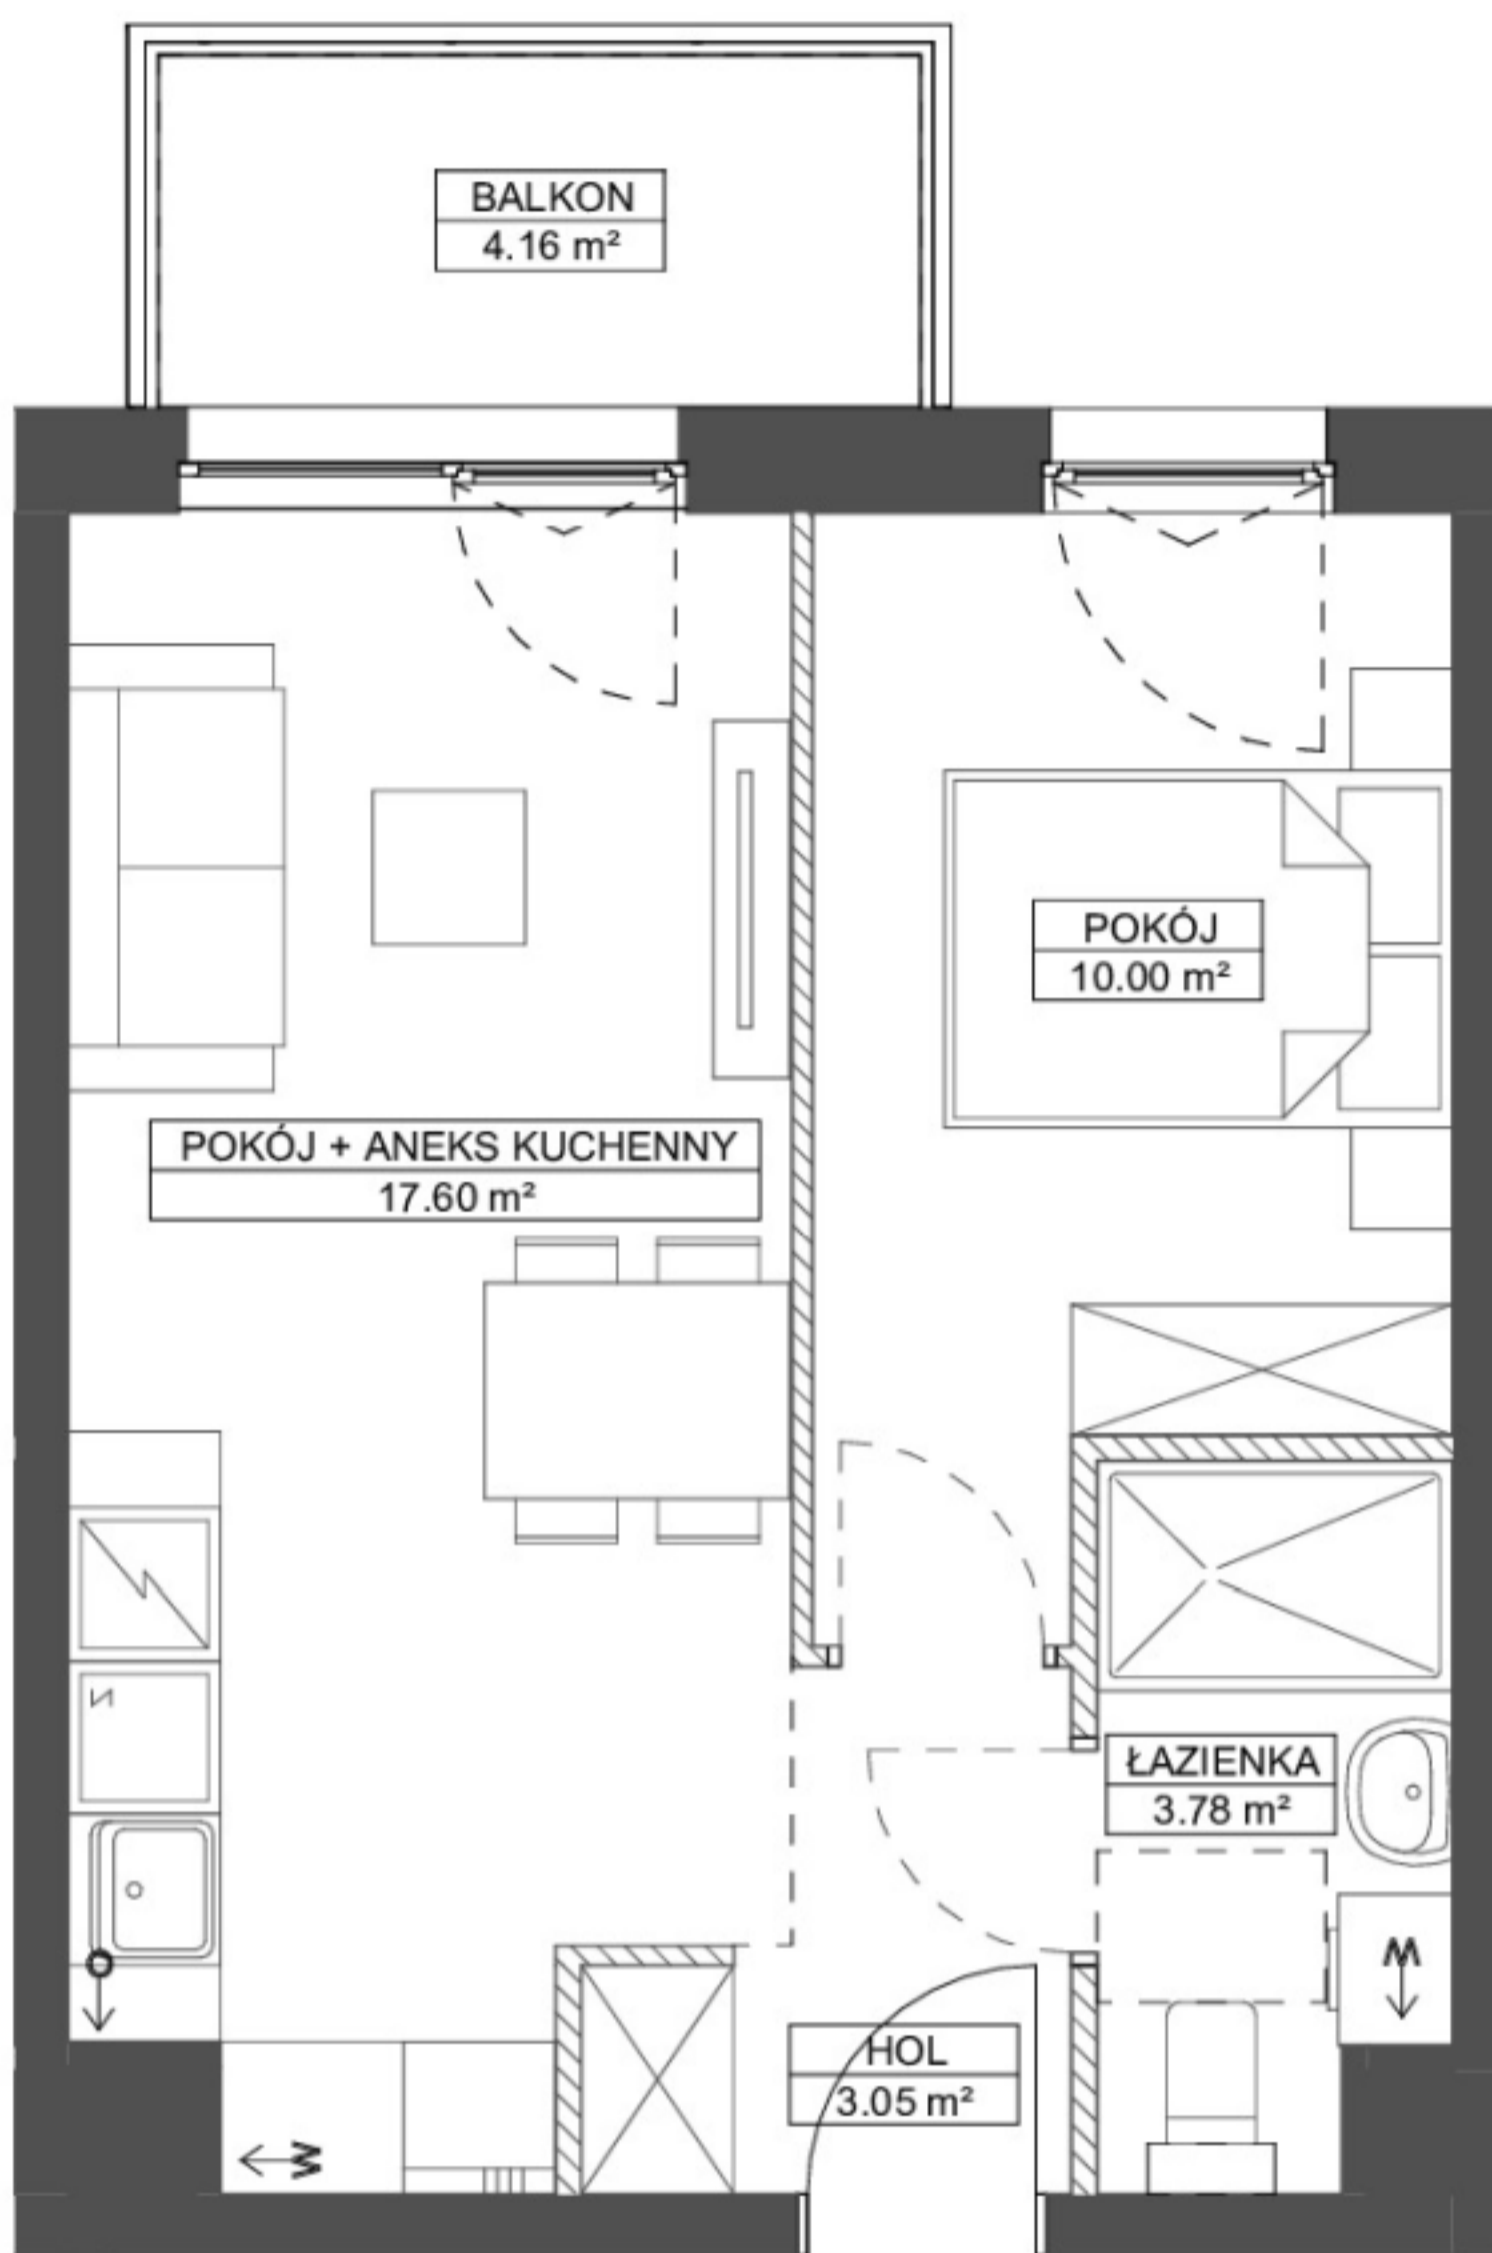 BALKON
4.16 m²
POKÓJ
10.00 m²
POKÓJ + ANEKS KUCHENNY
17.60 m²
ŁAZIENKA
3.78 m²
W
HOL
3.05 m²
W